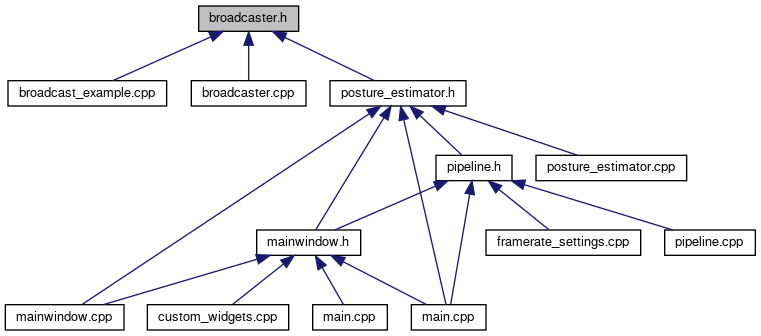 broadcaster.h
broadcast_example.cpp
broadcaster.cpp
posture_estimator.h
pipeline.h
posture_estimator.cpp
mainwindow.h
framerate_settings.cpp
pipeline.cpp
mainwindow.cpp
custom_widgets.cpp
main.cpp
main.cpp